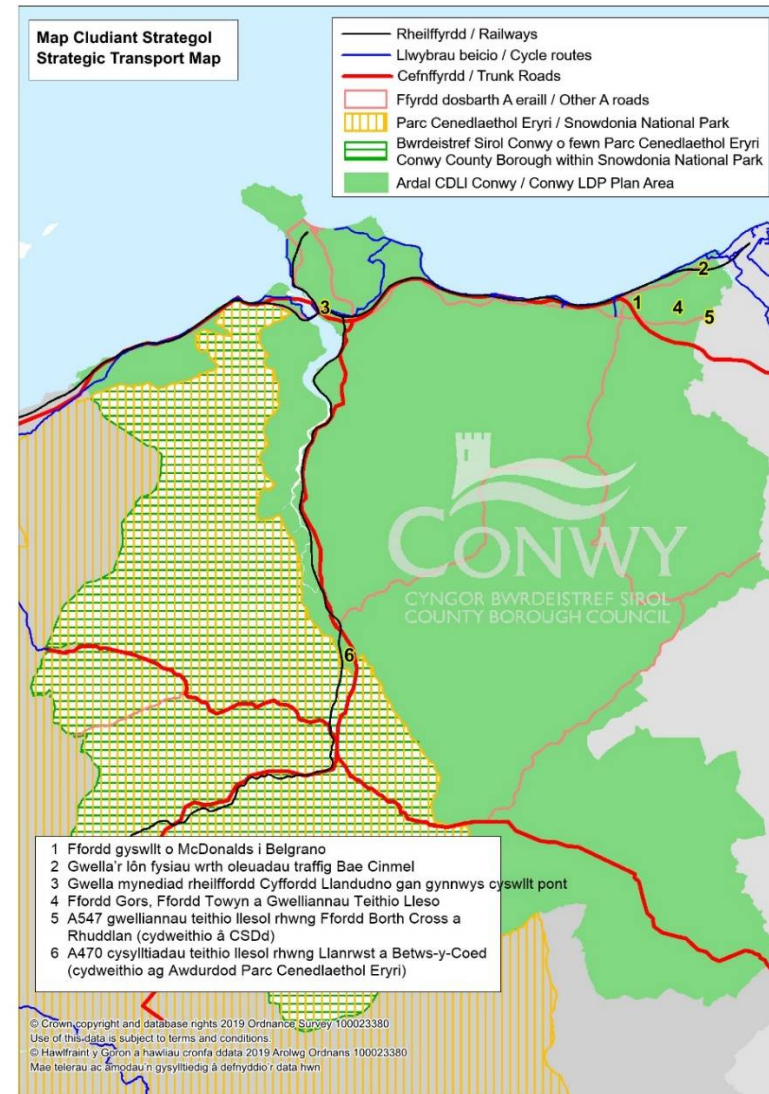 Map Cludiant Strategol
Strategic Transport Map
Rheilffyrdd / Railways
Llwybrau beicio / Cycle routes
Cefnffyrdd / Trunk Roads
Ffyrdd dosbarth A eraill / Other A roads
Parc Cenedlaethol Eryri / Snowdonia National Park
Bwrdeistref Sirol Conwy o fewn Parc Cenedlaethol Eryri
Conwy County Borough within Snowdonia National Park
Ardal CDLl Conwy / Conwy LDP Plan Area
2
3
1
4
5
CONWY
CYNGOR BWRDEISTREF SIROL
COUNTY BOROUGH COUNCIL
6
1 Ffordd gyswllt o McDonalds i Belgrano
2 Gwella'r lôn fysiau wrth oleuadau traffig Bae Cinmel
3 Gwella mynediad rheilffordd Cyffordd Llandudno gan gynnwys cyswllt pont
4 Ffordd Gors, Ffordd Towyn a Gwelliannau Teithio Lleso
5 A547 gwelliannau teithio llesol rhwng Ffordd Borth Cross a
Rhuddlan (cydweithio â CSDd)
6 A470 cysylltiadau teithio llesol rhwng Llanrwst a Betws-y-Coed
(cydweithio ag Awdurdod Parc Cenedlaethol Eryri)
© Crown copyright and database rights 2019 Ordnance Survey 100023380
Use of this data is subject to terms and conditions.
© Hawlfraint y Goron a hawliau cronfa ddata 2019 Arolwg Ordnans 100023380
Mae telerau ac amodau'n gysylltiedig â defnyddio'r data hwn